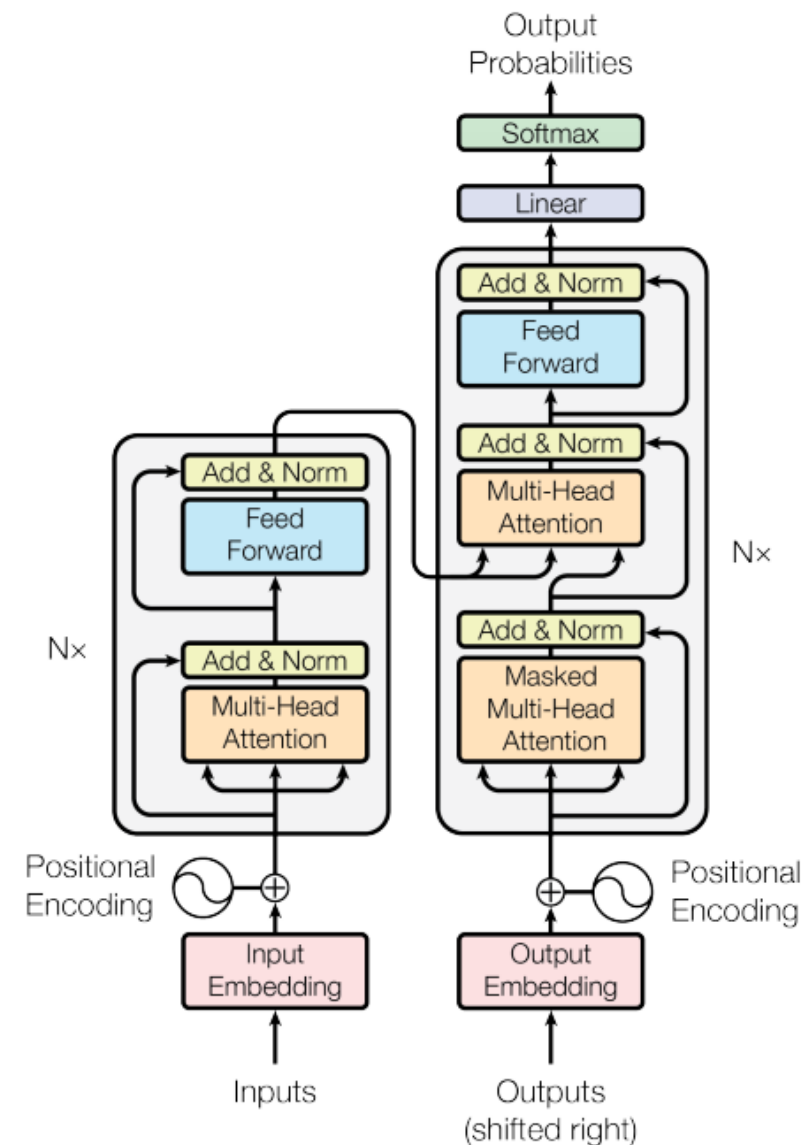 Output
Probabilities
Softmax
Linear
Add & Norm
Feed
Forward
Add & Norm
Multi-Head
Attention
Add & Norm
Masked
Multi-Head
Attention
Nx
Add & Norm
Feed
Forward
Add & Norm
Multi-Head
Attention
Nx
Positional
Encoding
Positional
Encoding
Input
Embedding
Output
Embedding
Inputs
Outputs
(shifted right)